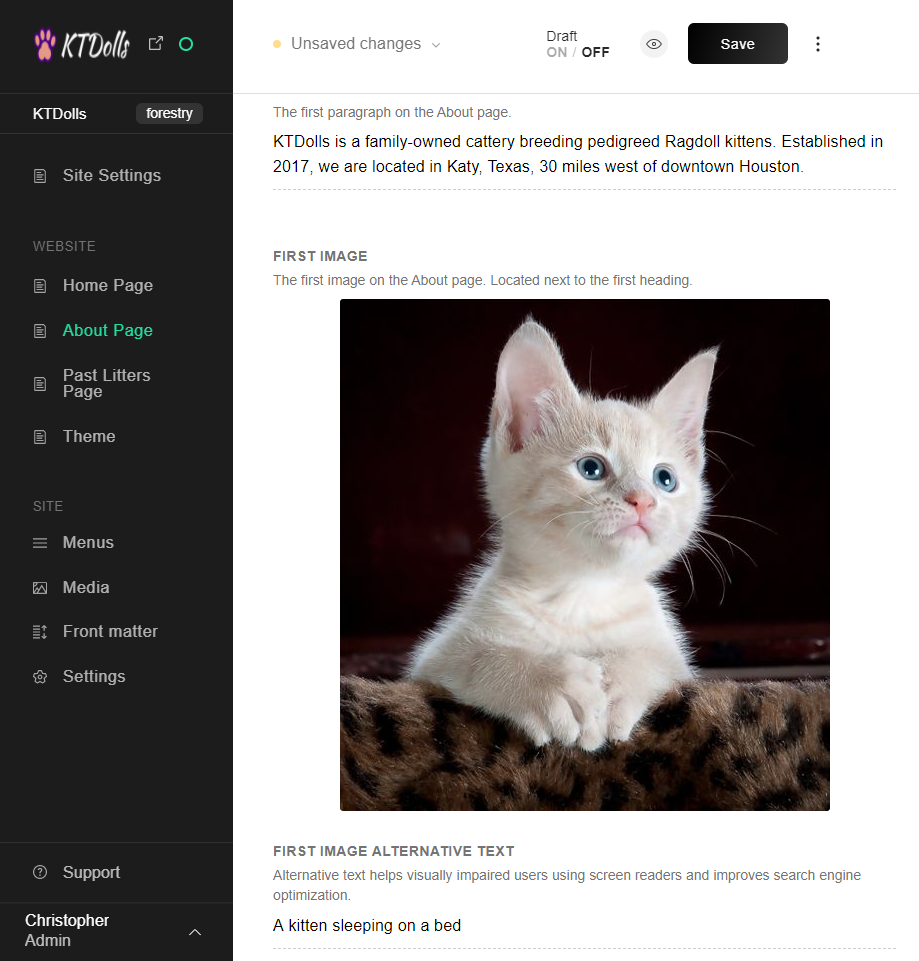 KTDolls
KTDolls forestry
Site Settings
WEBSITE
Home Page
About Page
Past Litters
Page
Theme
SITE
Menus
Media
Front matter
Settings
Support
Christopher
Admin
Unsaved changes
Draft
ON / OFF
Save
The first paragraph on the About page.
KTDolls is a family-owned cattery breeding pedigreed Ragdoll kittens. Established in
2017, we are located in Katy, Texas, 30 miles west of downtown Houston.
FIRST IMAGE
The first image on the About page. Located next to the first heading.
FIRST IMAGE ALTERNATIVE TEXT
Alternative text helps visually impaired users using screen readers and improves search engine
optimization.
A kitten sleeping on a bed